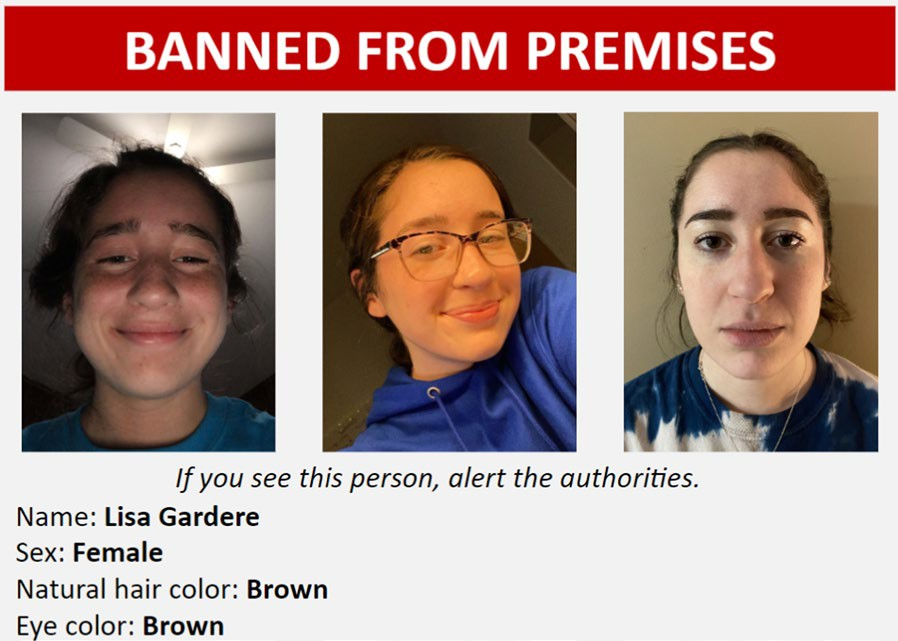 BANNED FROM PREMISES
If you see this person, alert the authorities.
Name: Lisa Gardere
Sex: Female
Natural hair color: Brown
Eye color: Brown